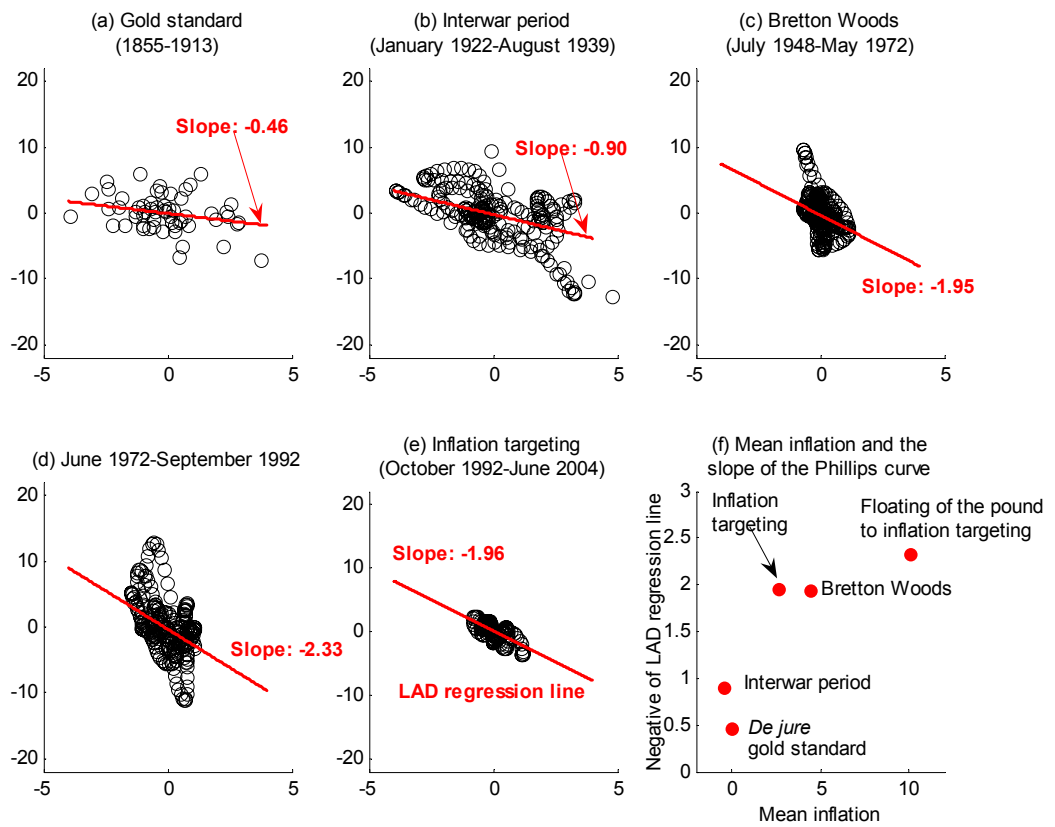 (a) Gold standard
(1855-1913)
20
10
0
-10
-20
-5
0
5
Slope: -0.46
(b) Interwar period
(January 1922-August 1939)
20
10
0
-10
-20
-5
0
5
Slope: -0.90
(c) Bretton Woods
(July 1948-May 1972)
20
10
0
-10
-20
-5
0
5
Slope: -1.95
(d) June 1972-September 1992
20
10
0
-10
-20
-5
0
5
Slope: -2.33
(e) Inflation targeting
(October 1992-June 2004)
20
10
0
-10
-20
-5
0
5
Slope: -1.96
LAD regression line
(f) Mean inflation and the
slope of the Phillips curve
Negative of LAD regression line
3
2.5
2
1.5
1
0.5
0
0
5
10
Mean inflation
Inflation
targeting
Floating of the pound
to inflation targeting
Bretton Woods
Interwar period
De jure
gold standard